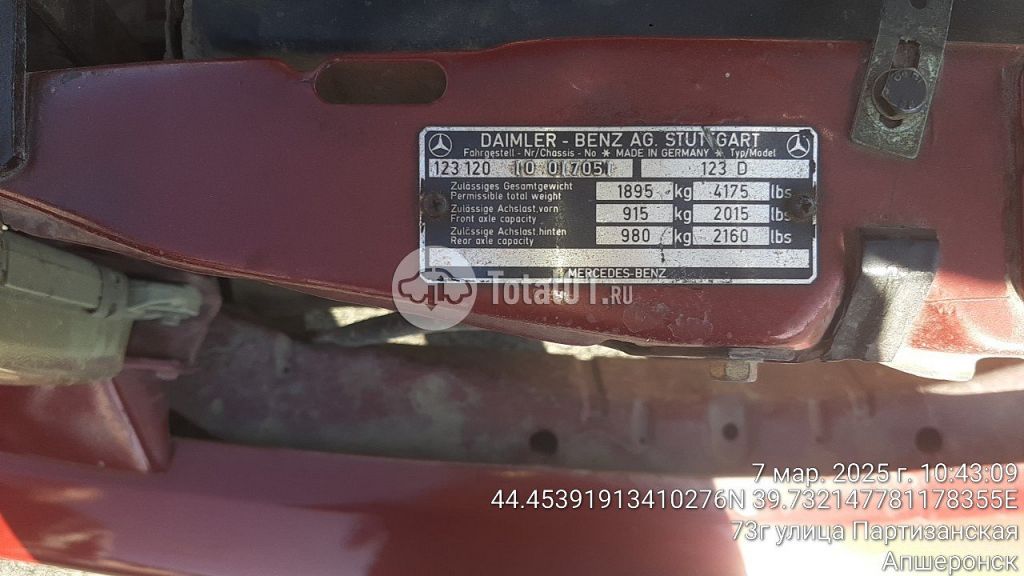 DAIMLER - BENZ AG. STUTTGART
Fahrgestell - Nr/Chassis - No ✶ MADE IN GERMANY ✶ Typ/Model
123 120 10 017051 123 D
Zulässiges Gesamtgewicht
Permissible total weight
1895 kg 4175 lbs
Zulässige Achslast.vorn
Front axle capacity
915 kg 2015 lbs
Zulässige Achslast.hinten
Rear axle capacity
980 kg 2160 lbs
MERCEDES-BENZ
Total01.RU
7 мар. 2025 г. 10:43:09
44.45391913410276N 39.732147781178355E
73г улица Партизанская
Апшеронск